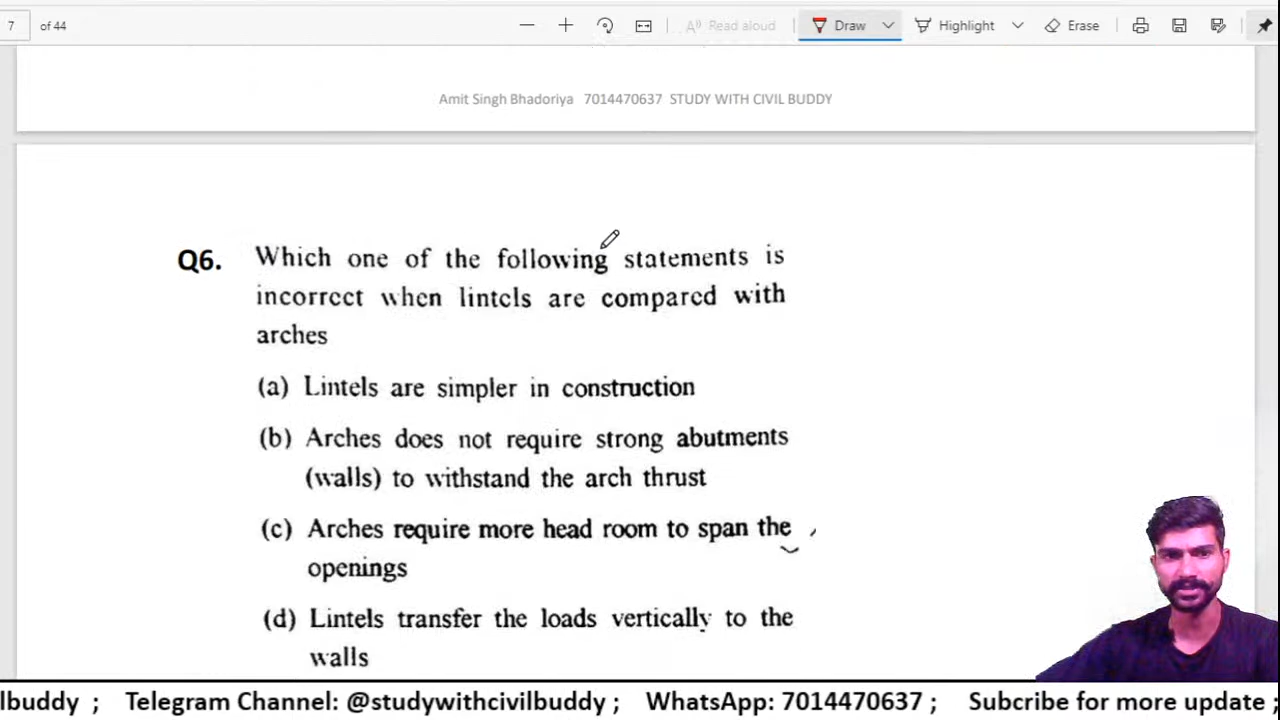 7 of 44 Read aloud Draw Highlight Erase
Amit Singh Bhadoriya 7014470637 STUDY WITH CIVIL BUDDY
Q6. Which one of the following statements is
incorrect when lintels are compared with
arches
(a) Lintels are simpler in construction
(b) Arches does not require strong abutments
(walls) to withstand the arch thrust
(c) Arches require more head room to span the
openings
(d) Lintels transfer the loads vertically to the
walls
lbuddy ; Telegram Channel: @studywithcivilbuddy ; WhatsApp: 7014470637 ; Subcribe for more update ;